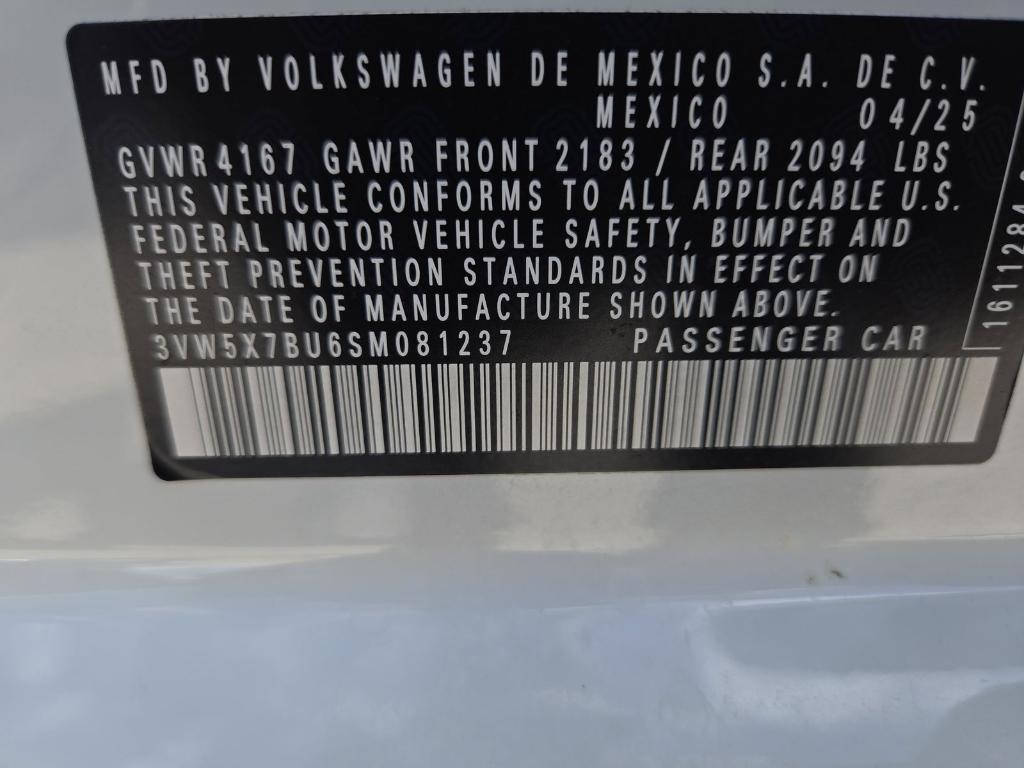 MFD BY VOLKSWAGEN DE MEXICO S.A. DE C.V.
MEXICO 04/25
GVWR 4167 GAWR FRONT 2183 / REAR 2094 LBS
THIS VEHICLE CONFORMS TO ALL APPLICABLE U.S.
FEDERAL MOTOR VEHICLE SAFETY, BUMPER AND
THEFT PREVENTION STANDARDS IN EFFECT ON
THE DATE OF MANUFACTURE SHOWN ABOVE.
3VW5X7BU6SM081237 PASSENGER CAR
1611284